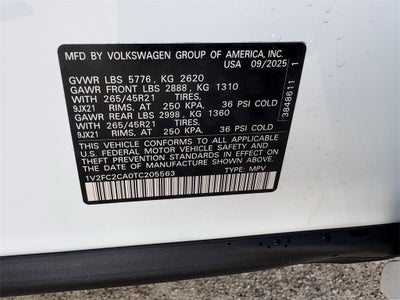 MFD BY VOLKSWAGEN GROUP OF AMERICA, INC.
USA 09/2025
GVWR LBS 5776, KG 2620
GAWR FRONT LBS 2888, KG 1310
WITH 265/45R21 TIRES,
9JX21 RIMS, AT 250 KPA, 36 PSI COLD
GAWR REAR LBS 2998, KG 1360
WITH 265/45R21 TIRES,
9JX21 RIMS, AT 250 KPA, 36 PSI COLD
THIS VEHICLE CONFORMS TO ALL APPLICABLE
FEDERAL MOTOR VEHICLE SAFETY, BUMPER, AND
THEFT PREVENTION STANDARDS IN EFFECT ON THE
DATE OF MANUFACTURE SHOWN ABOVE.
1V2FC2CA0TC205563 TYPE: MPV
3848611 1